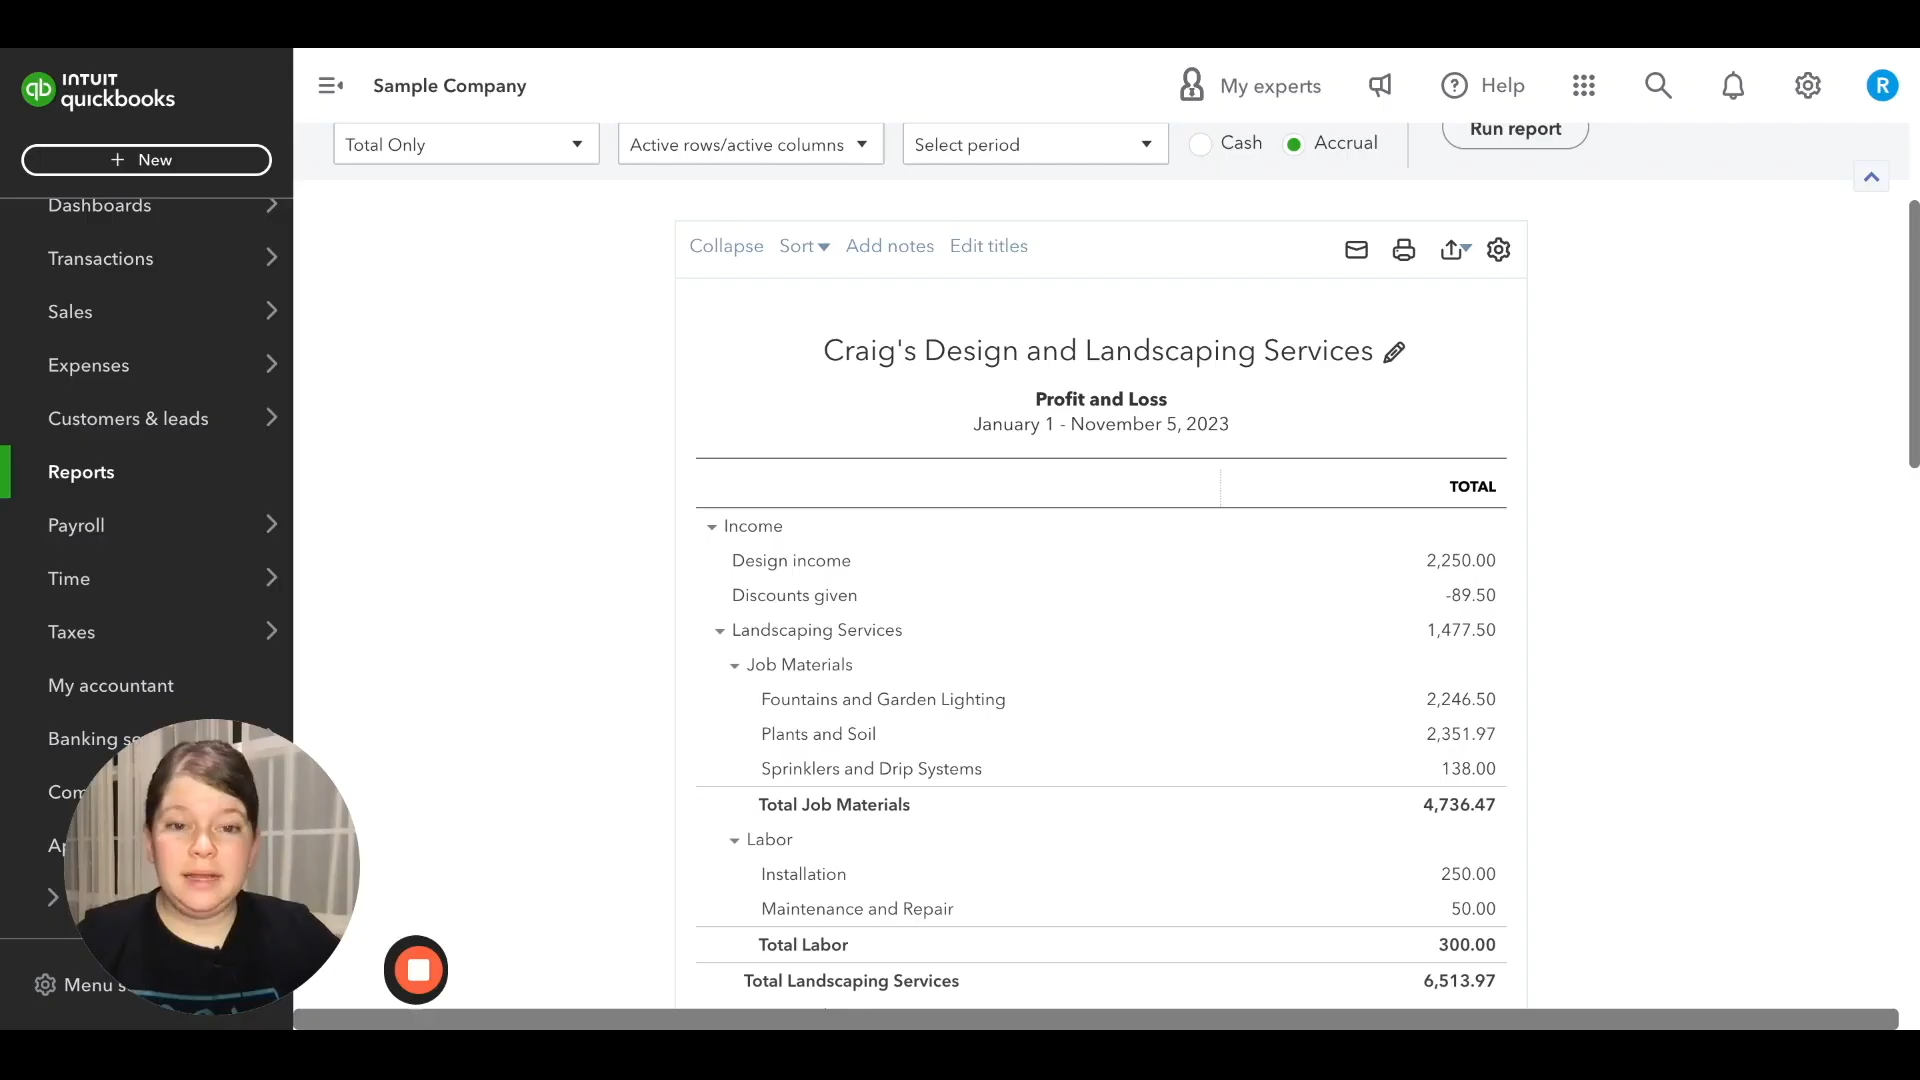 INTUIT
quickbooks
Sample Company
My experts
Help
R
+ New
Total Only
Active rows/active columns
Select period
Cash
Accrual
Run report
Dashboards
Transactions
Sales
Expenses
Customers & leads
Reports
Payroll
Time
Taxes
My accountant
Banking se
Com
Ap
Menu s
Collapse
Sort
Add notes
Edit titles
Craig's Design and Landscaping Services
Profit and Loss
January 1 - November 5, 2023
TOTAL
Income
Design income 2,250.00
Discounts given -89.50
Landscaping Services 1,477.50
Job Materials
Fountains and Garden Lighting 2,246.50
Plants and Soil 2,351.97
Sprinklers and Drip Systems 138.00
Total Job Materials 4,736.47
Labor
Installation 250.00
Maintenance and Repair 50.00
Total Labor 300.00
Total Landscaping Services 6,513.97